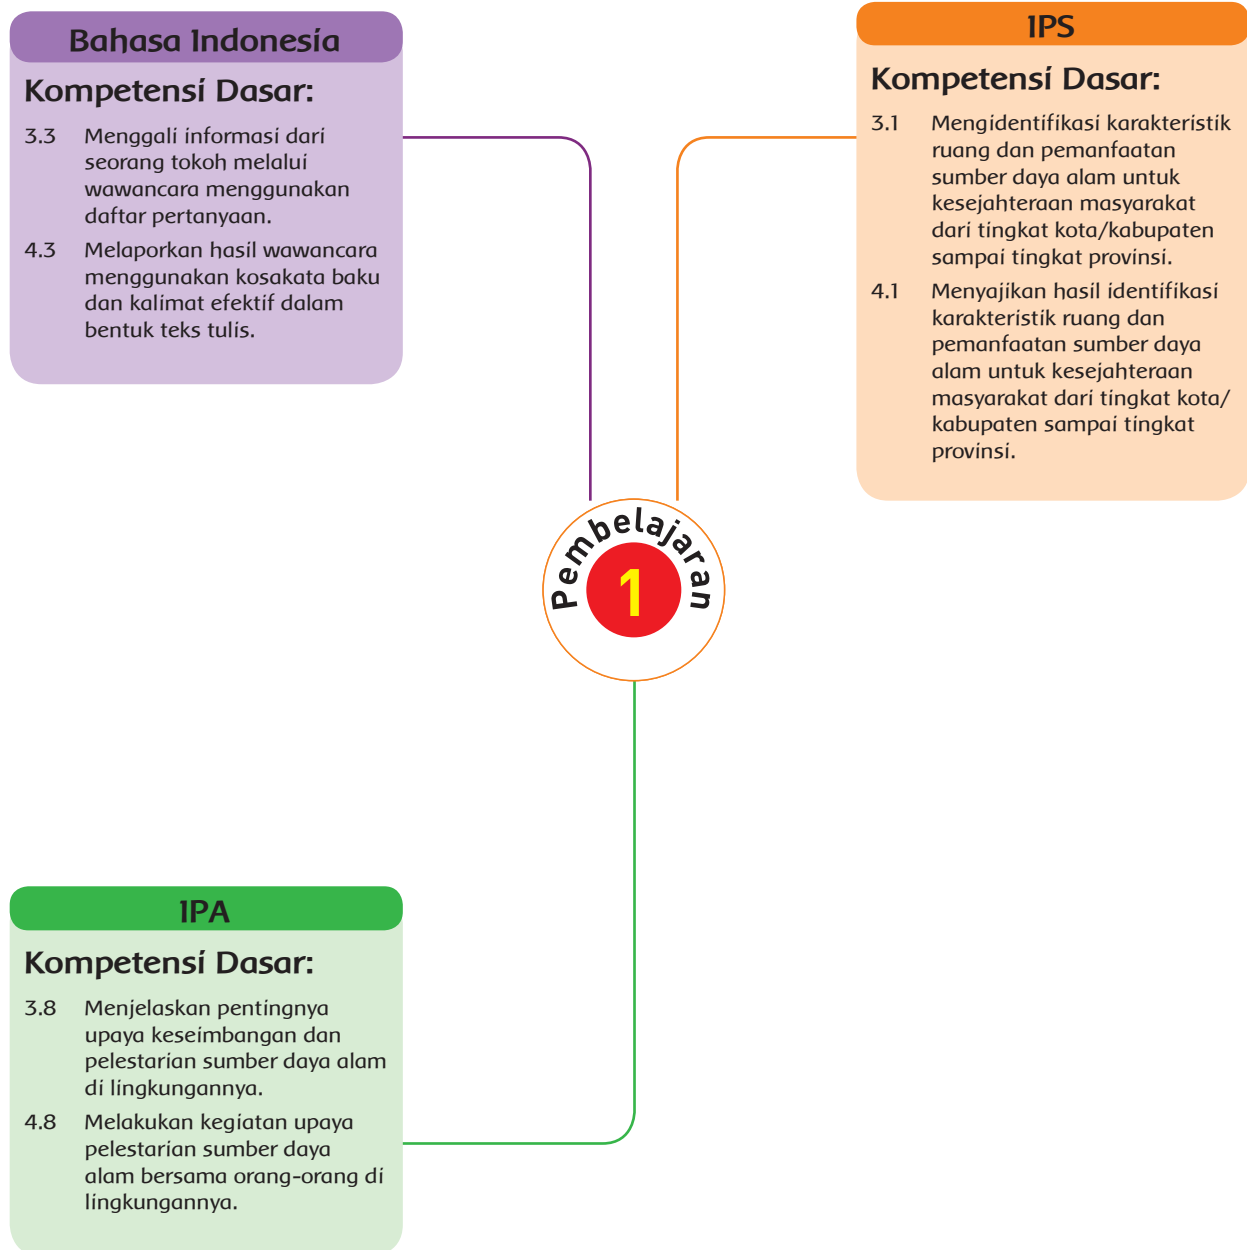 Bahasa Indonesia
Kompetensi Dasar:
3.3 Menggali informasi dari
seorang tokoh melalui
wawancara menggunakan
daftar pertanyaan.
4.3 Melaporkan hasil wawancara
menggunakan kosakata baku
dan kalimat efektif dalam
bentuk teks tulis.
IPS
Kompetensi Dasar:
3.1 Mengidentifikasi karakteristik
ruang dan pemanfaatan
sumber daya alam untuk
kesejahteraan masyarakat
dari tingkat kota/kabupaten
sampai tingkat provinsi.
4.1 Menyajikan hasil identifikasi
karakteristik ruang dan
pemanfaatan sumber daya
alam untuk kesejahteraan
masyarakat dari tingkat kota/
kabupaten sampai tingkat
provinsi.
Pembelajaran
1
IPA
Kompetensi Dasar:
3.8 Menjelaskan pentingnya
upaya keseimbangan dan
pelestarian sumber daya alam
di lingkungannya.
4.8 Melakukan kegiatan upaya
pelestarian sumber daya
alam bersama orang-orang di
lingkungannya.